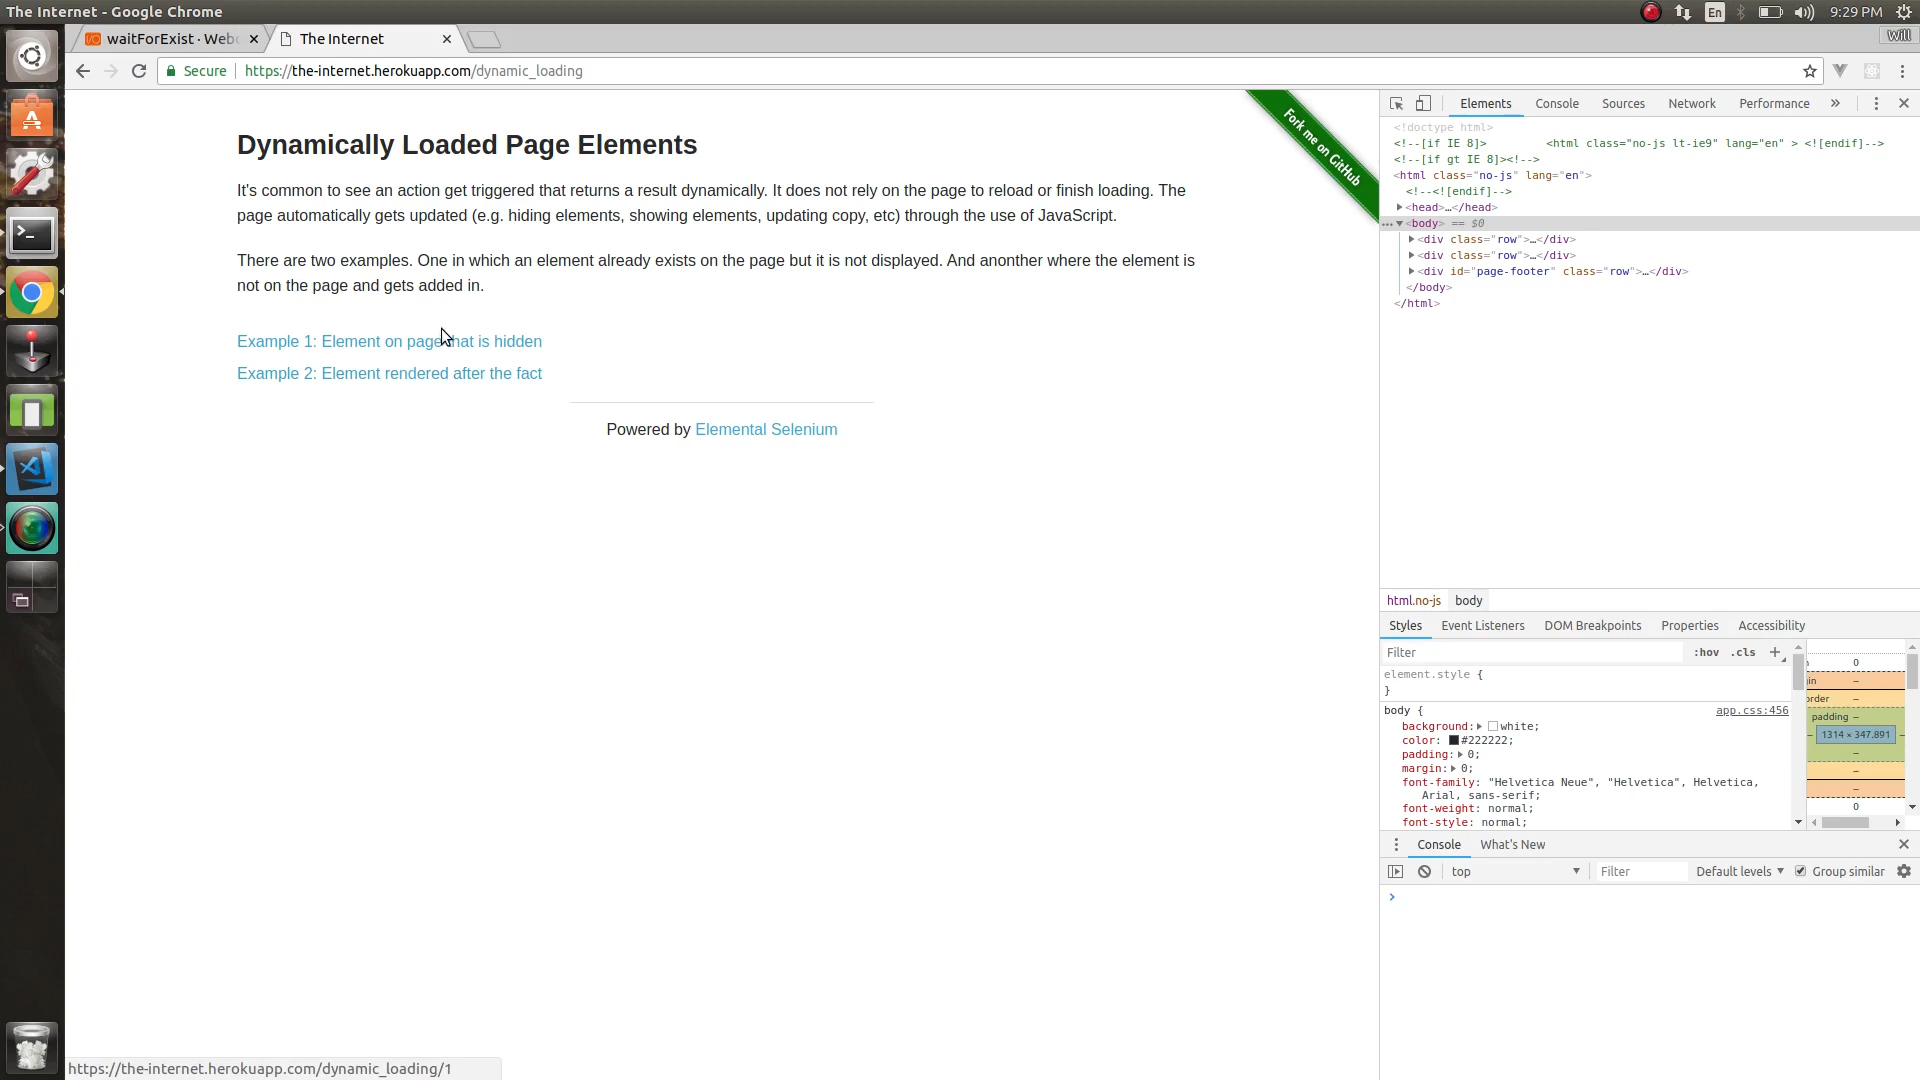 The Internet - Google Chrome
En
9:29 PM
waitForExist · Web
The Internet
Will
Secure
https://the-internet.herokuapp.com/dynamic_loading
Dynamically Loaded Page Elements
It's common to see an action get triggered that returns a result dynamically. It does not rely on the page to reload or finish loading. The
page automatically gets updated (e.g. hiding elements, showing elements, updating copy, etc) through the use of JavaScript.
There are two examples. One in which an element already exists on the page but it is not displayed. And anonther where the element is
not on the page and gets added in.
Example 1: Element on page that is hidden
Example 2: Element rendered after the fact
Powered by Elemental Selenium
Fork me on GitHub
https://the-internet.herokuapp.com/dynamic_loading/1
Elements Console Sources Network Performance »
<!doctype html>
<!--[if IE 8]> <html class="no-js lt-ie9" lang="en" > <![endif]-->
<!--[if gt IE 8]><!-->
<html class="no-js" lang="en">
<!--<![endif]-->
<head>…</head>
<body> == $0
<div class="row">…</div>
<div class="row">…</div>
<div id="page-footer" class="row">…</div>
</body>
</html>
html.no-js body
Styles Event Listeners DOM Breakpoints Properties Accessibility
Filter :hov .cls +
element.style {
}
body { app.css:456
background: white;
color: #222222;
padding: 0;
margin: 0;
font-family: "Helvetica Neue", "Helvetica", Helvetica,
Arial, sans-serif;
font-weight: normal;
font-style: normal;
0
in –
order –
padding –
– 1314 × 347.891 –
–
–
–
0
Console What's New
top Filter Default levels Group similar